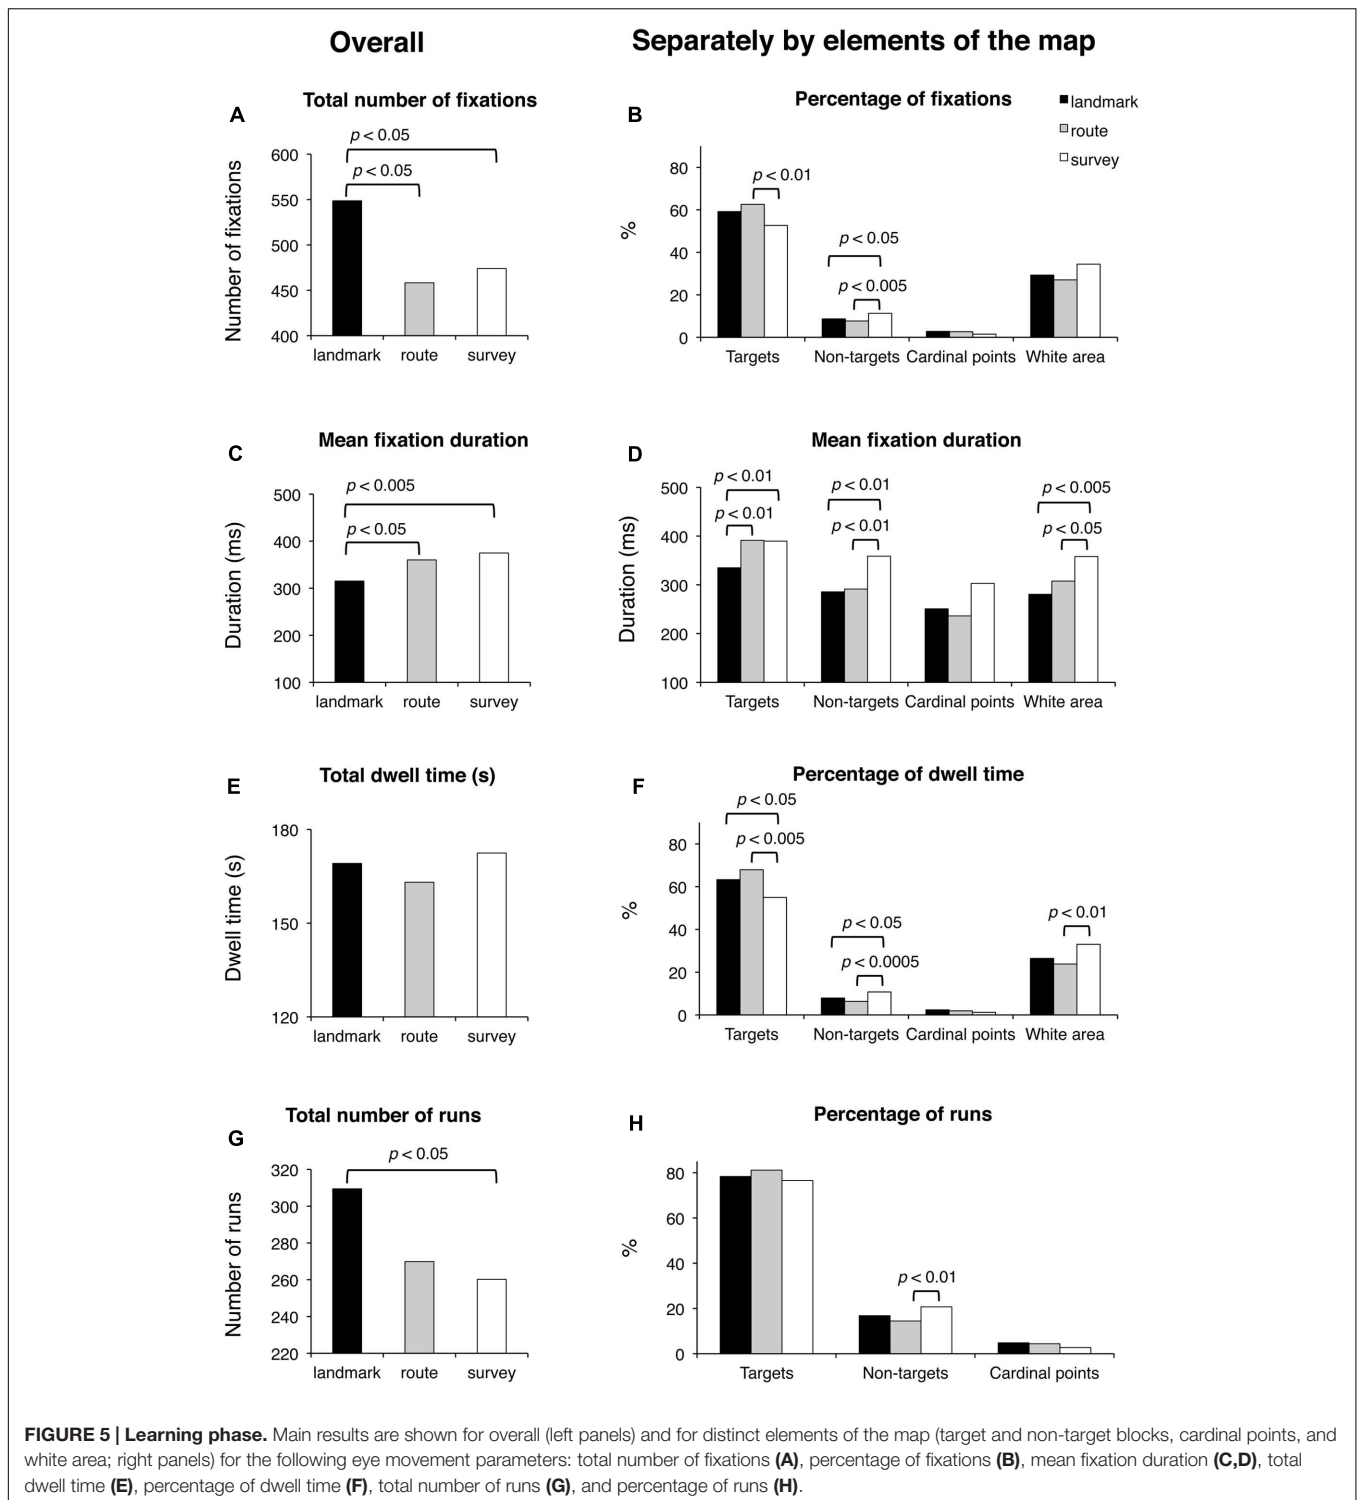 Overall
Separately by elements of the map
A
Total number of fixations
p < 0.05
p < 0.05
Number of fixations
600
550
500
450
400
landmark route survey
B
Percentage of fixations
landmark
route
survey
p < 0.01
p < 0.05
p < 0.005
%
80
60
40
20
0
Targets Non-targets Cardinal points White area
C
Mean fixation duration
p < 0.005
p < 0.05
Duration (ms)
500
400
300
200
100
landmark route survey
D
Mean fixation duration
p < 0.01
p < 0.01
p < 0.01
p < 0.01
p < 0.005
p < 0.05
Duration (ms)
500
400
300
200
100
Targets Non-targets Cardinal points White area
E
Total dwell time (s)
Dwell time (s)
180
150
120
landmark route survey
F
Percentage of dwell time
p < 0.05
p < 0.005
p < 0.05
p < 0.0005
p < 0.01
%
80
60
40
20
0
Targets Non-targets Cardinal points White area
G
Total number of runs
p < 0.05
Number of runs
320
300
280
260
240
220
landmark route survey
H
Percentage of runs
p < 0.01
%
80
60
40
20
0
Targets Non-targets Cardinal points
FIGURE 5 | Learning phase. Main results are shown for overall (left panels) and for distinct elements of the map (target and non-target blocks, cardinal points, and
white area; right panels) for the following eye movement parameters: total number of fixations (A), percentage of fixations (B), mean fixation duration (C,D), total
dwell time (E), percentage of dwell time (F), total number of runs (G), and percentage of runs (H).